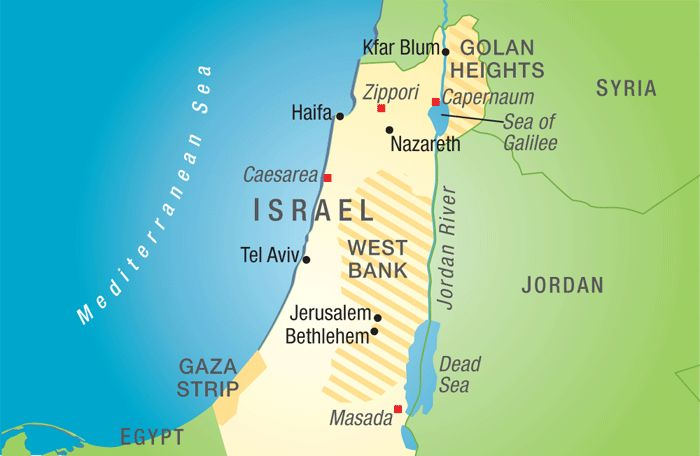 Kfar Blum
GOLAN
HEIGHTS
SYRIA
Zippori
Capernaum
Haifa
Sea of
Galilee
Nazareth
Mediterranean Sea
Caesarea
ISRAEL
Jordan River
WEST
BANK
Tel Aviv
JORDAN
Jerusalem
Bethlehem
GAZA
STRIP
Dead
Sea
Masada
EGYPT